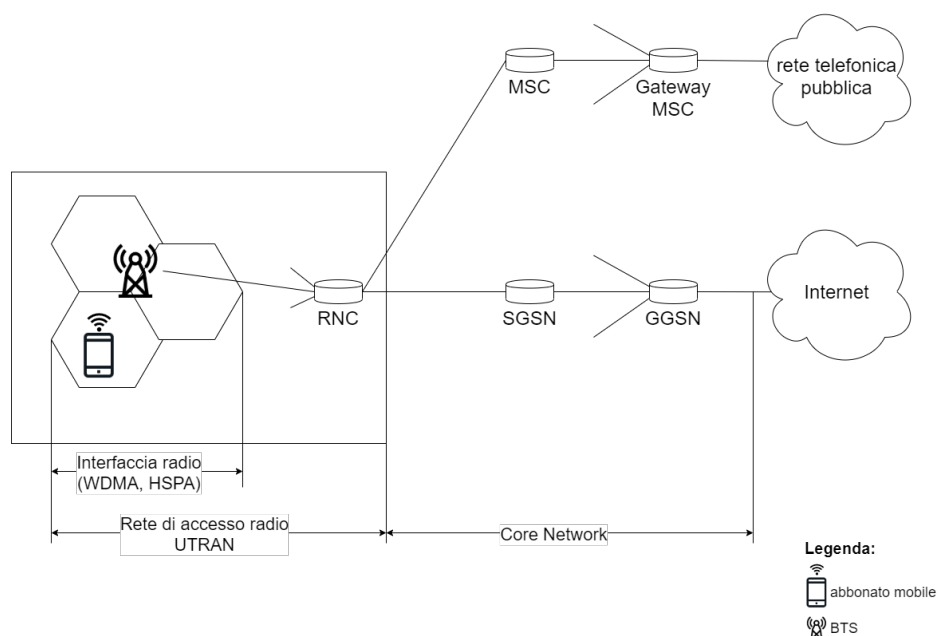 rete telefonica
pubblica
MSC
Gateway
MSC
RNC
SGSN
GGSN
Internet
Interfaccia radio
(WDMA, HSPA)
Rete di accesso radio
UTRAN
Core Network
Legenda:
abbonato mobile
BTS